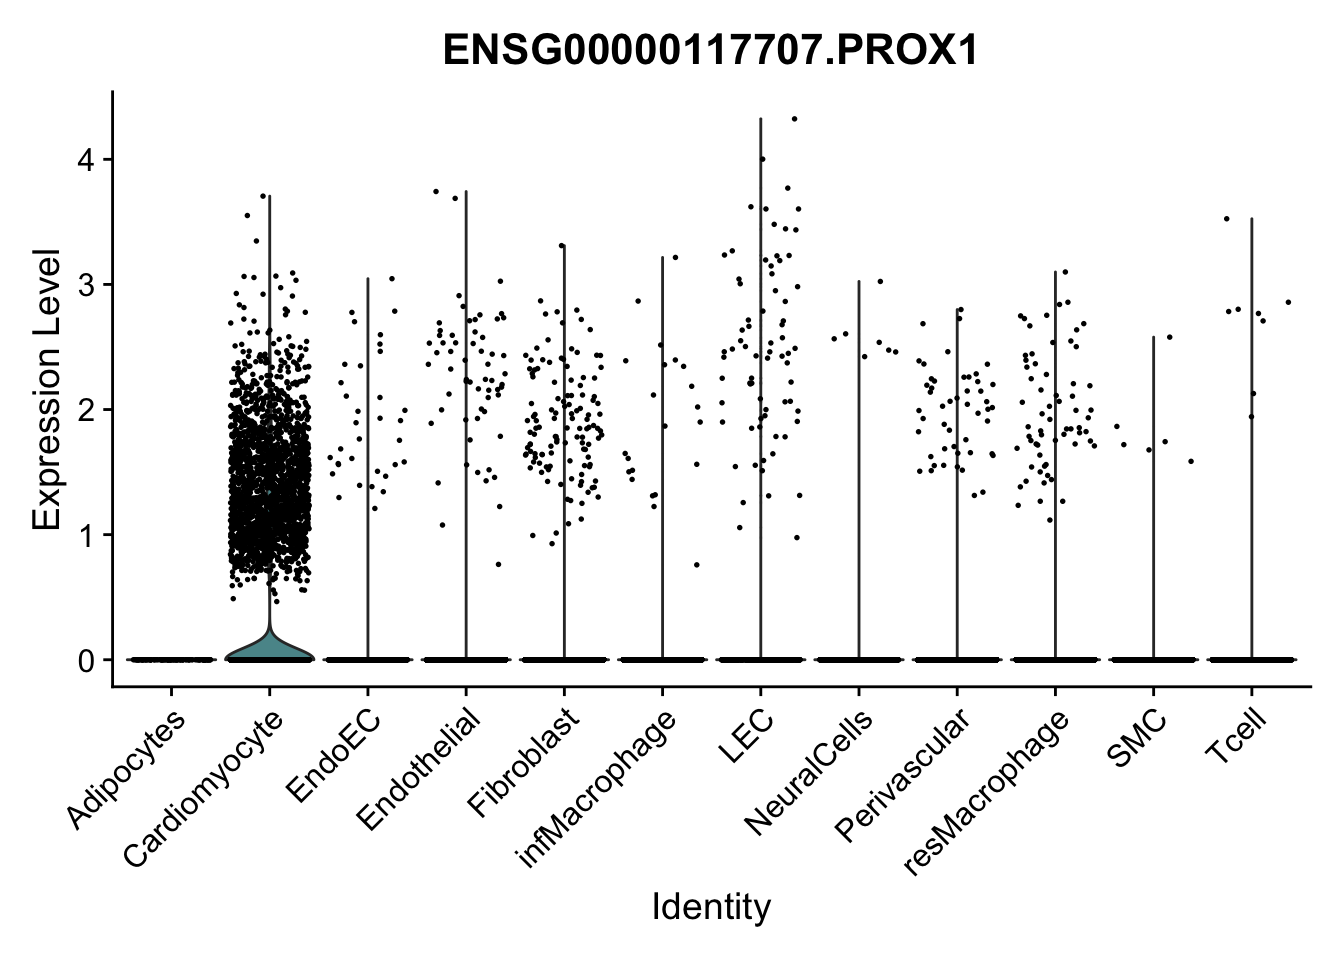 ENSG00000117707.PROX1
Expression Level
4
3
2
1
0
Adipocytes
Cardiomyocyte
EndoEC
Endothelial
Fibroblast
infMacrophage
LEC
NeuralCells
Perivascular
resMacrophage
SMC
Tcell
Identity